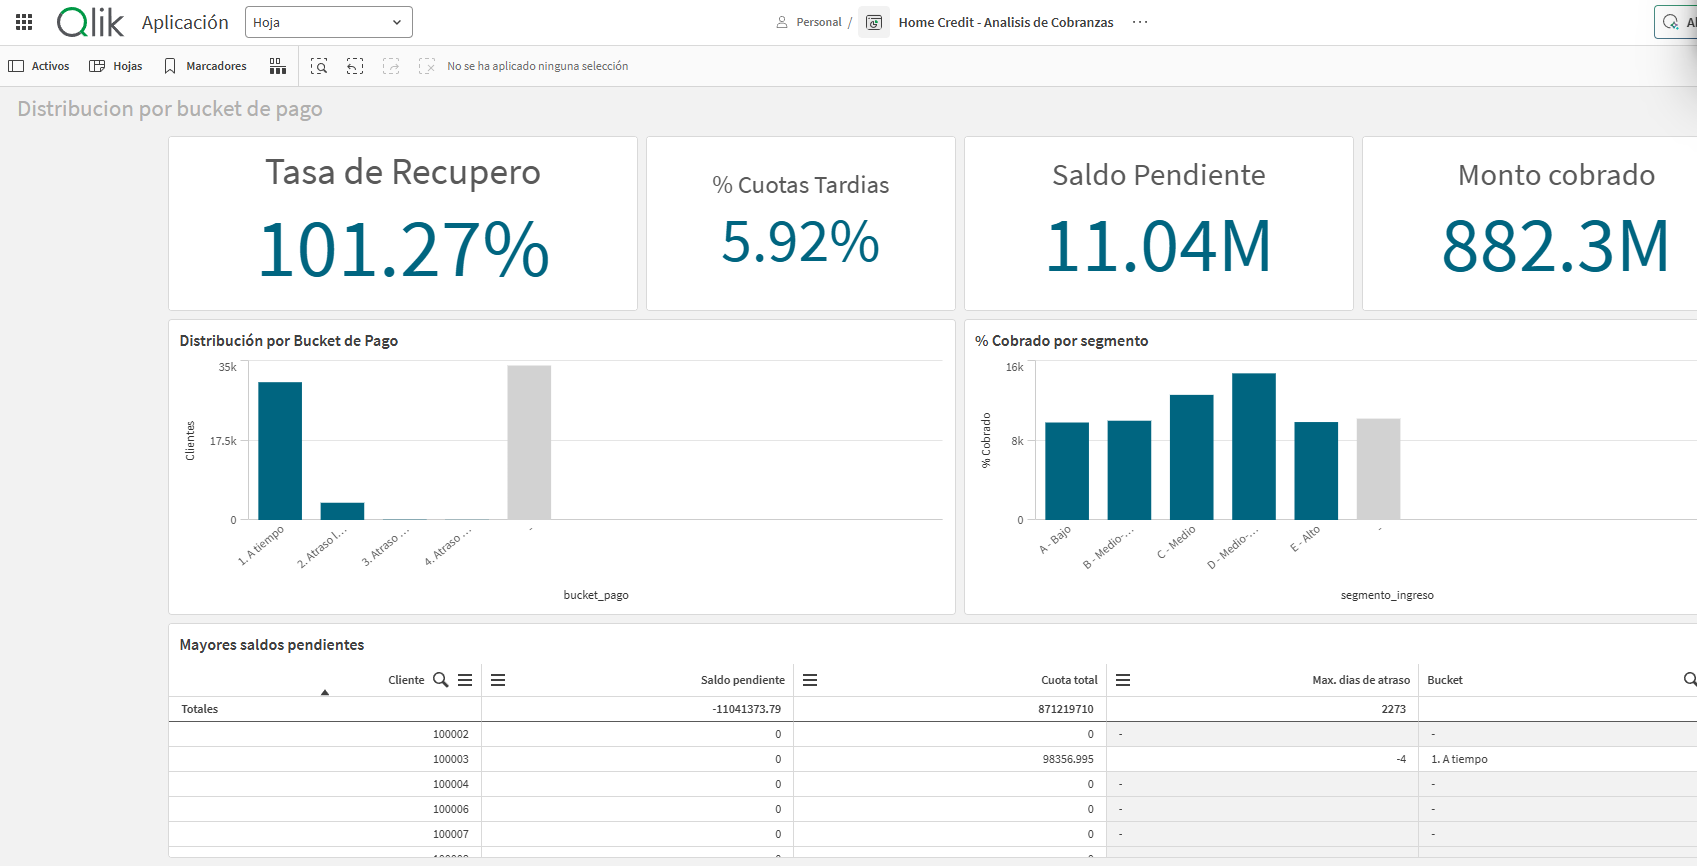 Qlik Aplicación Hoja Personal / Home Credit - Analisis de Cobranzas ...
Activos Hojas Marcadores No se ha aplicado ninguna selección
Distribucion por bucket de pago
Tasa de Recupero
101.27%
% Cuotas Tardias
5.92%
Saldo Pendiente
11.04M
Monto cobrado
882.3M
Distribución por Bucket de Pago
Clientes
35k
17.5k
0
1. A tiempo
2. Atraso l...
3. Atraso ...
4. Atraso ...
-
bucket_pago
% Cobrado por segmento
% Cobrado
16k
8k
0
A - Bajo
B - Medio-...
C - Medio
D - Medio-...
E - Alto
-
segmento_ingreso
Mayores saldos pendientes
Cliente Saldo pendiente Cuota total Max. dias de atraso Bucket
Totales -11041373.79 871219710 2273
100002 0 0 - -
100003 0 98356.995 -4 1. A tiempo
100004 0 0 - -
100006 0 0 - -
100007 0 0 - -